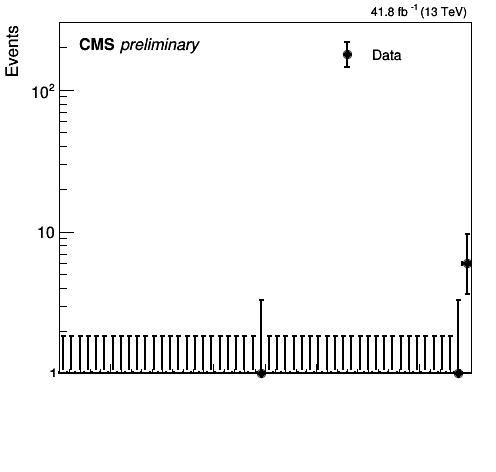 41.8 fb⁻¹ (13 TeV)
Events
CMS preliminary
Data
10²
10
1